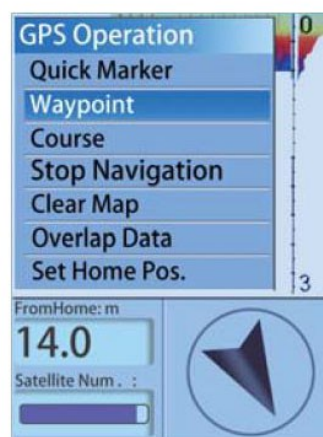 GPS Operation
Quick Marker
Waypoint
Course
Stop Navigation
Clear Map
Overlap Data
Set Home Pos.
0
3
FromHome: m
14.0
Satellite Num . :